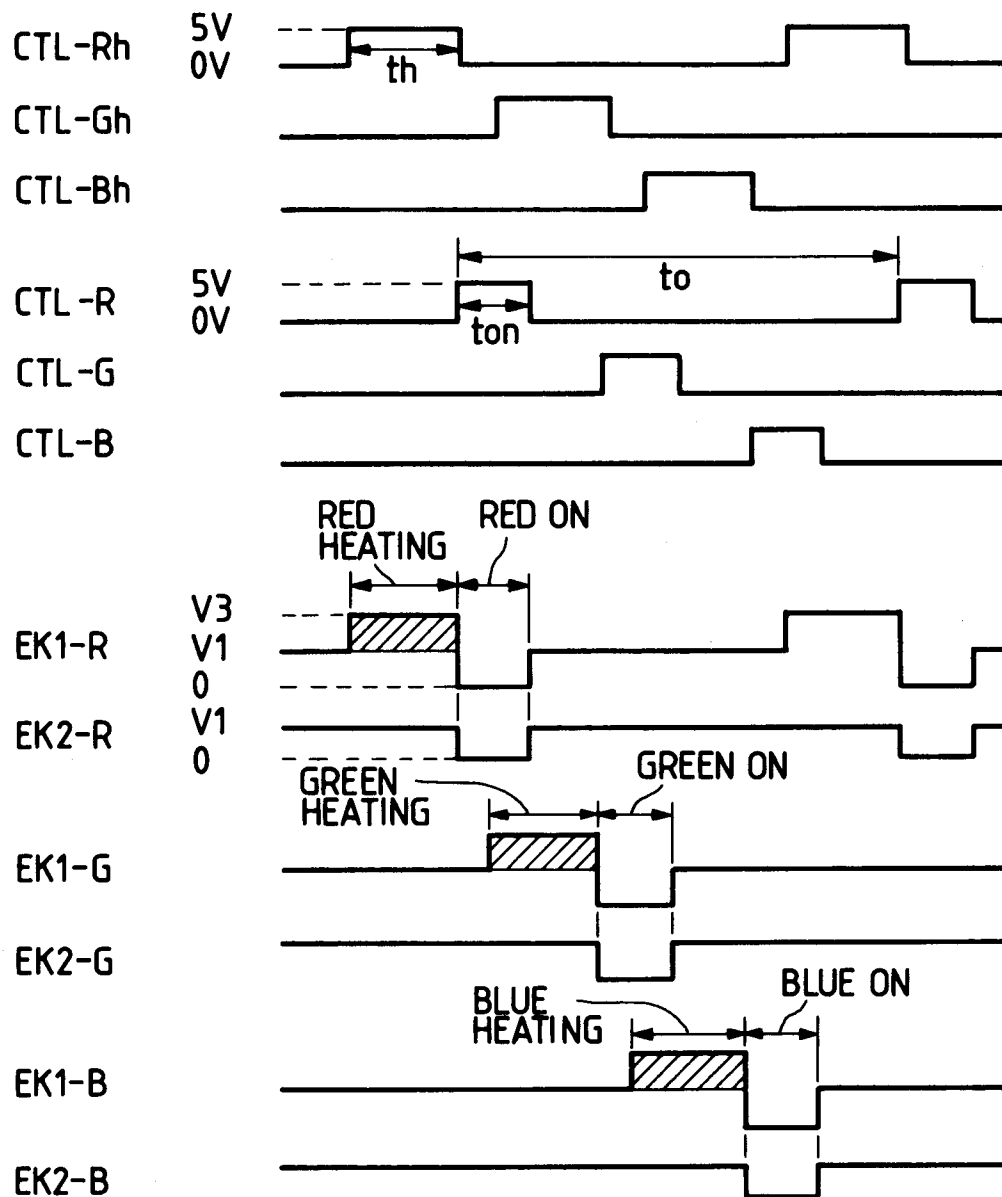 CTL-Rh 5V
0V th
CTL-Gh
CTL-Bh
CTL-R 5V
0V ton to
CTL-G
CTL-B
RED HEATING RED ON
EK1-R V3
V1
0
EK2-R V1
0
GREEN HEATING GREEN ON
EK1-G
EK2-G
BLUE HEATING BLUE ON
EK1-B
EK2-B